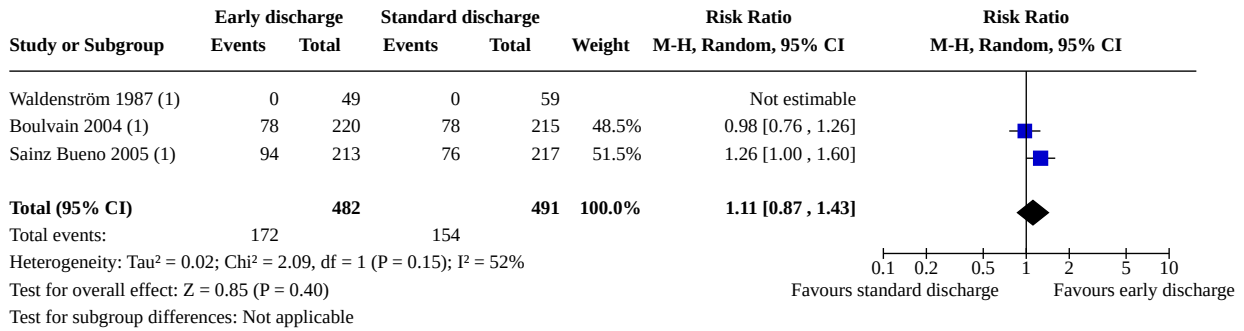 Early discharge Standard discharge Risk Ratio Risk Ratio
Study or Subgroup Events Total Events Total Weight M-H, Random, 95% CI M-H, Random, 95% CI
Waldenström 1987 (1) 0 49 0 59 Not estimable
Boulvain 2004 (1) 78 220 78 215 48.5% 0.98 [0.76 , 1.26]
Sainz Bueno 2005 (1) 94 213 76 217 51.5% 1.26 [1.00 , 1.60]
Total (95% CI) 482 491 100.0% 1.11 [0.87 , 1.43]
Total events: 172 154
Heterogeneity: Tau² = 0.02; Chi² = 2.09, df = 1 (P = 0.15); I² = 52%
0.1 0.2 0.5 1 2 5 10
Test for overall effect: Z = 0.85 (P = 0.40) Favours standard discharge Favours early discharge
Test for subgroup differences: Not applicable